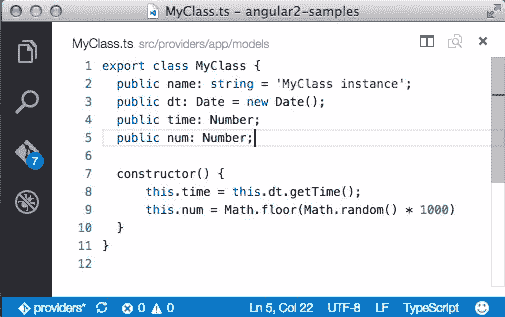 MyClass.ts – angular2-samples
MyClass.ts src/providers/app/models
1 export class MyClass {
2   public name: string = 'MyClass instance';
3   public dt: Date = new Date();
4   public time: Number;
5   public num: Number;
6
7   constructor() {
8       this.time = this.dt.getTime();
9       this.num = Math.floor(Math.random() * 1000)
10   }
11 }
12
7
providers* 0 0 Ln 5, Col 22 UTF-8 LF TypeScript